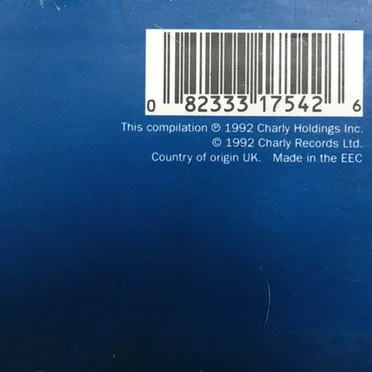 0 82333 17542 6
This compilation ℗ 1992 Charly Holdings Inc.
© 1992 Charly Records Ltd.
Country of origin UK. Made in the EEC